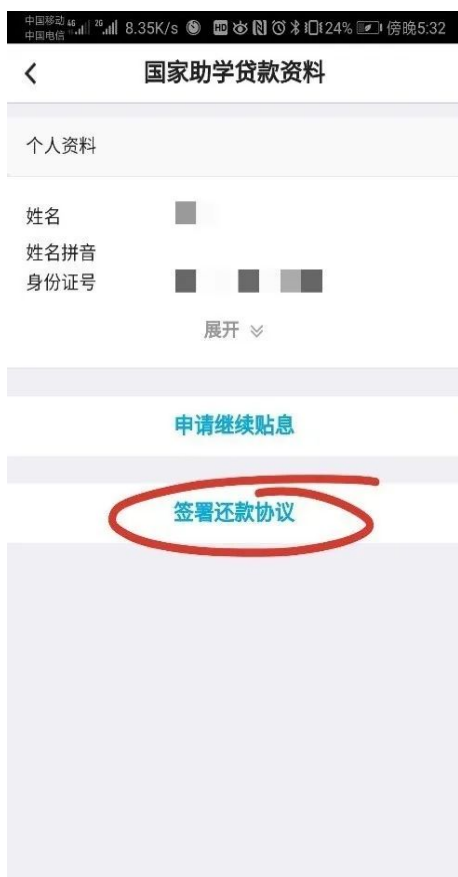 中国移动 4G 2G 8.35K/s HD 24% 傍晚5:32
中国电信
国家助学贷款资料
个人资料
姓名
姓名拼音
身份证号
展开
申请继续贴息
签署还款协议